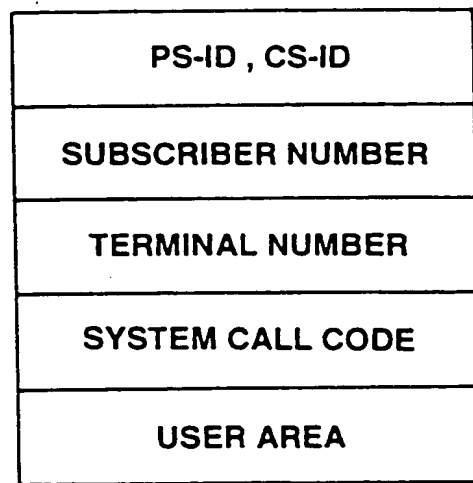 PS-ID , CS-ID
SUBSCRIBER NUMBER
TERMINAL NUMBER
SYSTEM CALL CODE
USER AREA